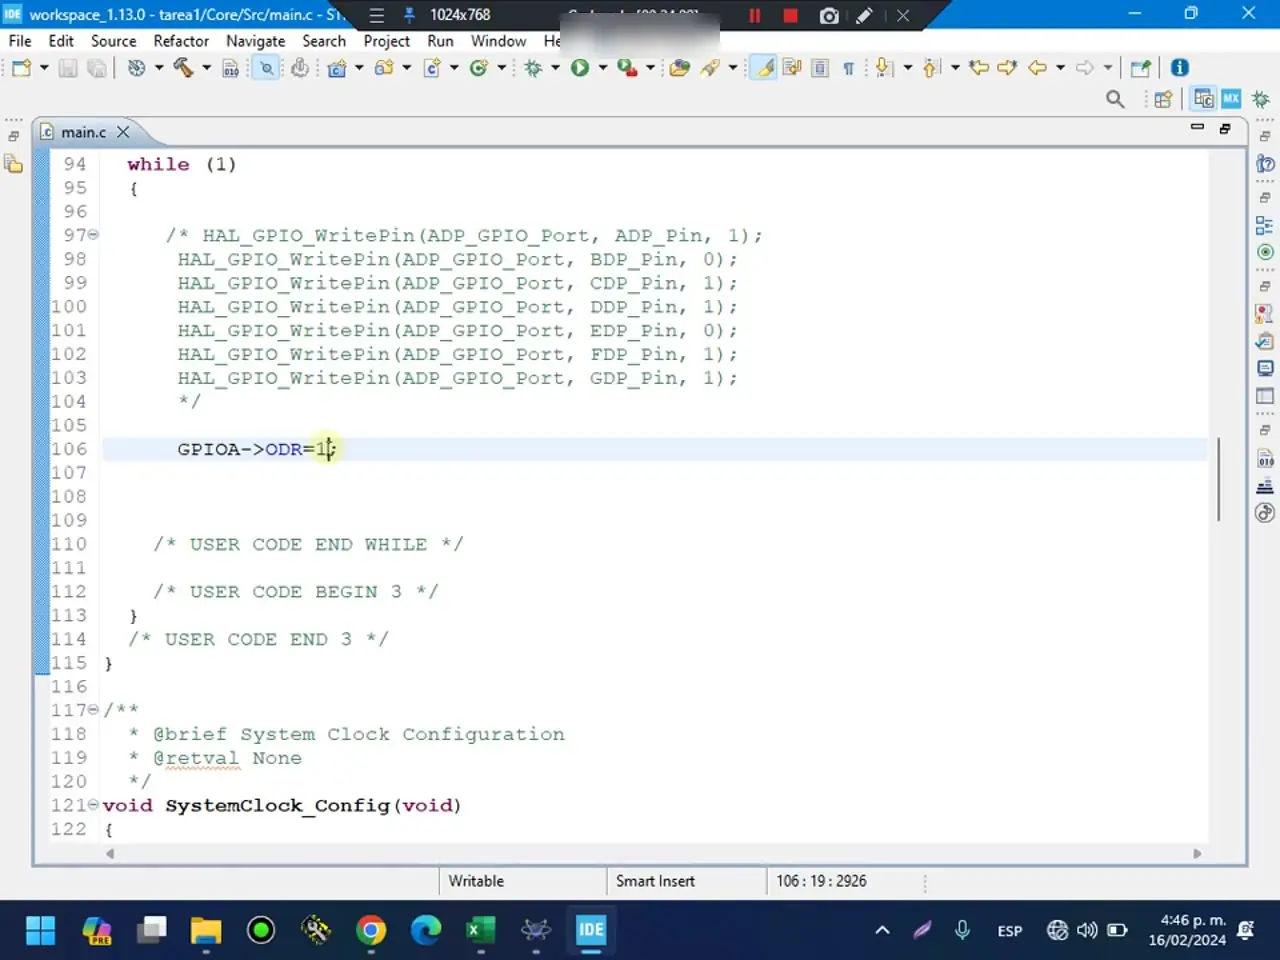 workspace_1.13.0 - tarea1/Core/Src/main.c - ST
1024x768
File Edit Source Refactor Navigate Search Project Run Window He
main.c
94 while (1)
95 {
96
97 /* HAL_GPIO_WritePin(ADP_GPIO_Port, ADP_Pin, 1);
98 HAL_GPIO_WritePin(ADP_GPIO_Port, BDP_Pin, 0);
99 HAL_GPIO_WritePin(ADP_GPIO_Port, CDP_Pin, 1);
100 HAL_GPIO_WritePin(ADP_GPIO_Port, DDP_Pin, 1);
101 HAL_GPIO_WritePin(ADP_GPIO_Port, EDP_Pin, 0);
102 HAL_GPIO_WritePin(ADP_GPIO_Port, FDP_Pin, 1);
103 HAL_GPIO_WritePin(ADP_GPIO_Port, GDP_Pin, 1);
104 */
105
106 GPIOA->ODR=1;
107
108
109
110 /* USER CODE END WHILE */
111
112 /* USER CODE BEGIN 3 */
113 }
114 /* USER CODE END 3 */
115 }
116
117 /**
118 * @brief System Clock Configuration
119 * @retval None
120 */
121 void SystemClock_Config(void)
122 {
Writable Smart Insert 106 : 19 : 2926
PRE
IDE
ESP
4:46 p. m.
16/02/2024